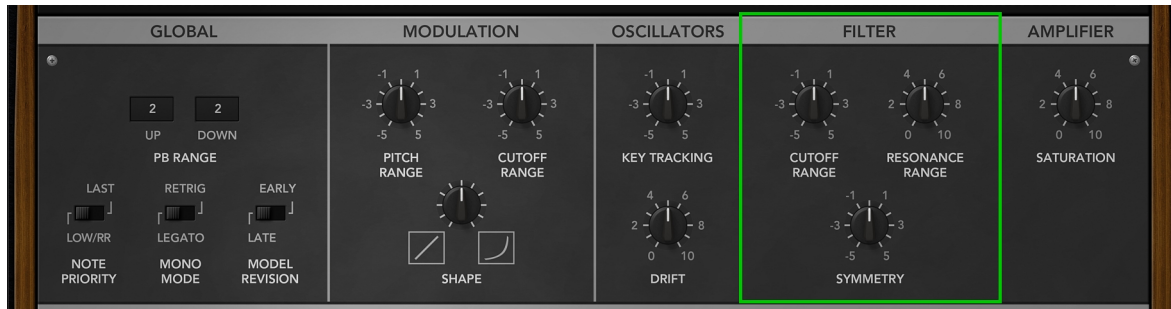 GLOBAL
MODULATION
OSCILLATORS
FILTER
AMPLIFIER
2 2
UP DOWN
PB RANGE
LAST RETRIG EARLY
LOW/RR LEGATO LATE
NOTE PRIORITY
MONO MODE
MODEL REVISION
-1 1
-3 3
-5 5
PITCH RANGE
-1 1
-3 3
-5 5
CUTOFF RANGE
SHAPE
-1 1
-3 3
-5 5
KEY TRACKING
4 6
2 8
0 10
DRIFT
-1 1
-3 3
-5 5
CUTOFF RANGE
4 6
2 8
0 10
RESONANCE RANGE
-1 1
-3 3
-5 5
SYMMETRY
4 6
2 8
0 10
SATURATION